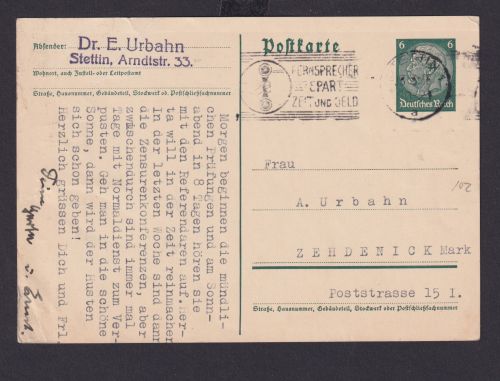 Absender: Dr. E. Urbahn
Stettin, Arndtstr. 33.
Wohnort, auch Zustell- oder Leitpostamt
Straße, Hausnummer, Gebäudeteil, Stockwerk od. Postschließfachnummer
Postkarte
6 6
Deutsches Reich
FERNSPRECHER
SPART
ZEIT UND GELD
Morgen beginnen die mündli-
chen Prüfungen und am Sonn-
abend in 8 Tagen hören sie
mit den Referendaren auf. Her-
ta will in der Zeit reinmachen
In der letzten Woche sind dann
die Zensurenkonferenzen, aber
zwischendurch sind immer mal
Tage mit Normaldienst zum Ver-
pusten. Geh man in die schöne
Sonne, dann wird der Husten
sich schon geben!
Herzlich grüssen Dich und Frl.
Frau
A. Urbahn
ZEHDENICK Mark
Poststrasse 15 I.
Straße, Hausnummer, Gebäudeteil, Stockwerk oder Postschließfachnummer